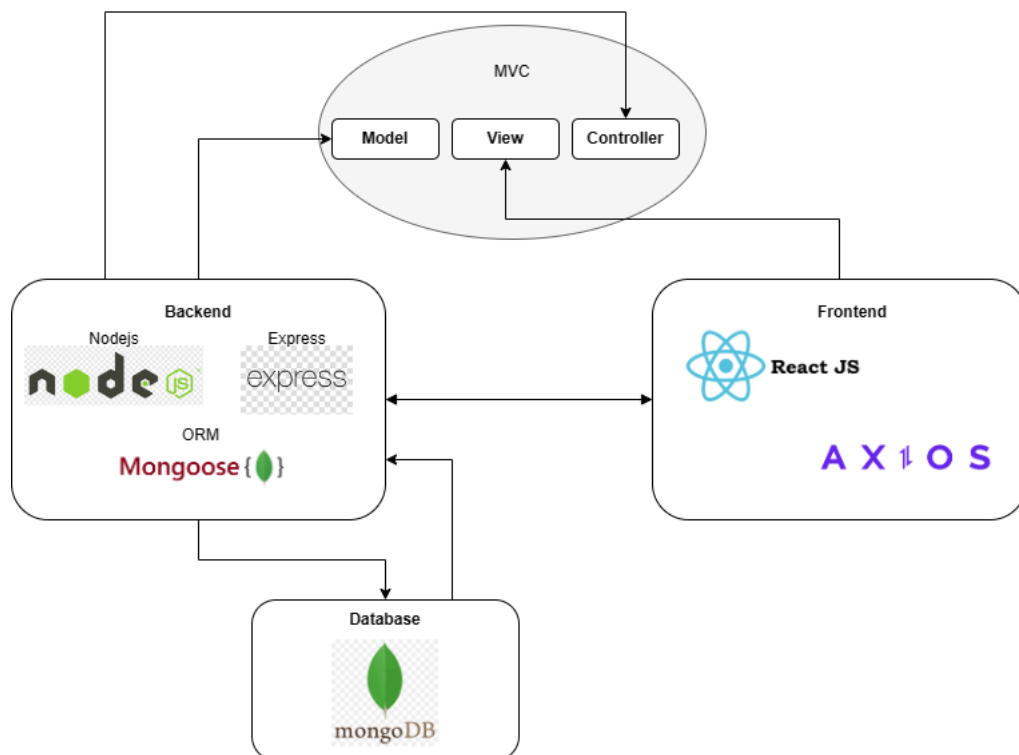 MVC
Model
View
Controller
Backend
Nodejs
Express
node
JS
express
ORM
Mongoose{ }
Frontend
React JS
AXIOS
Database
mongoDB